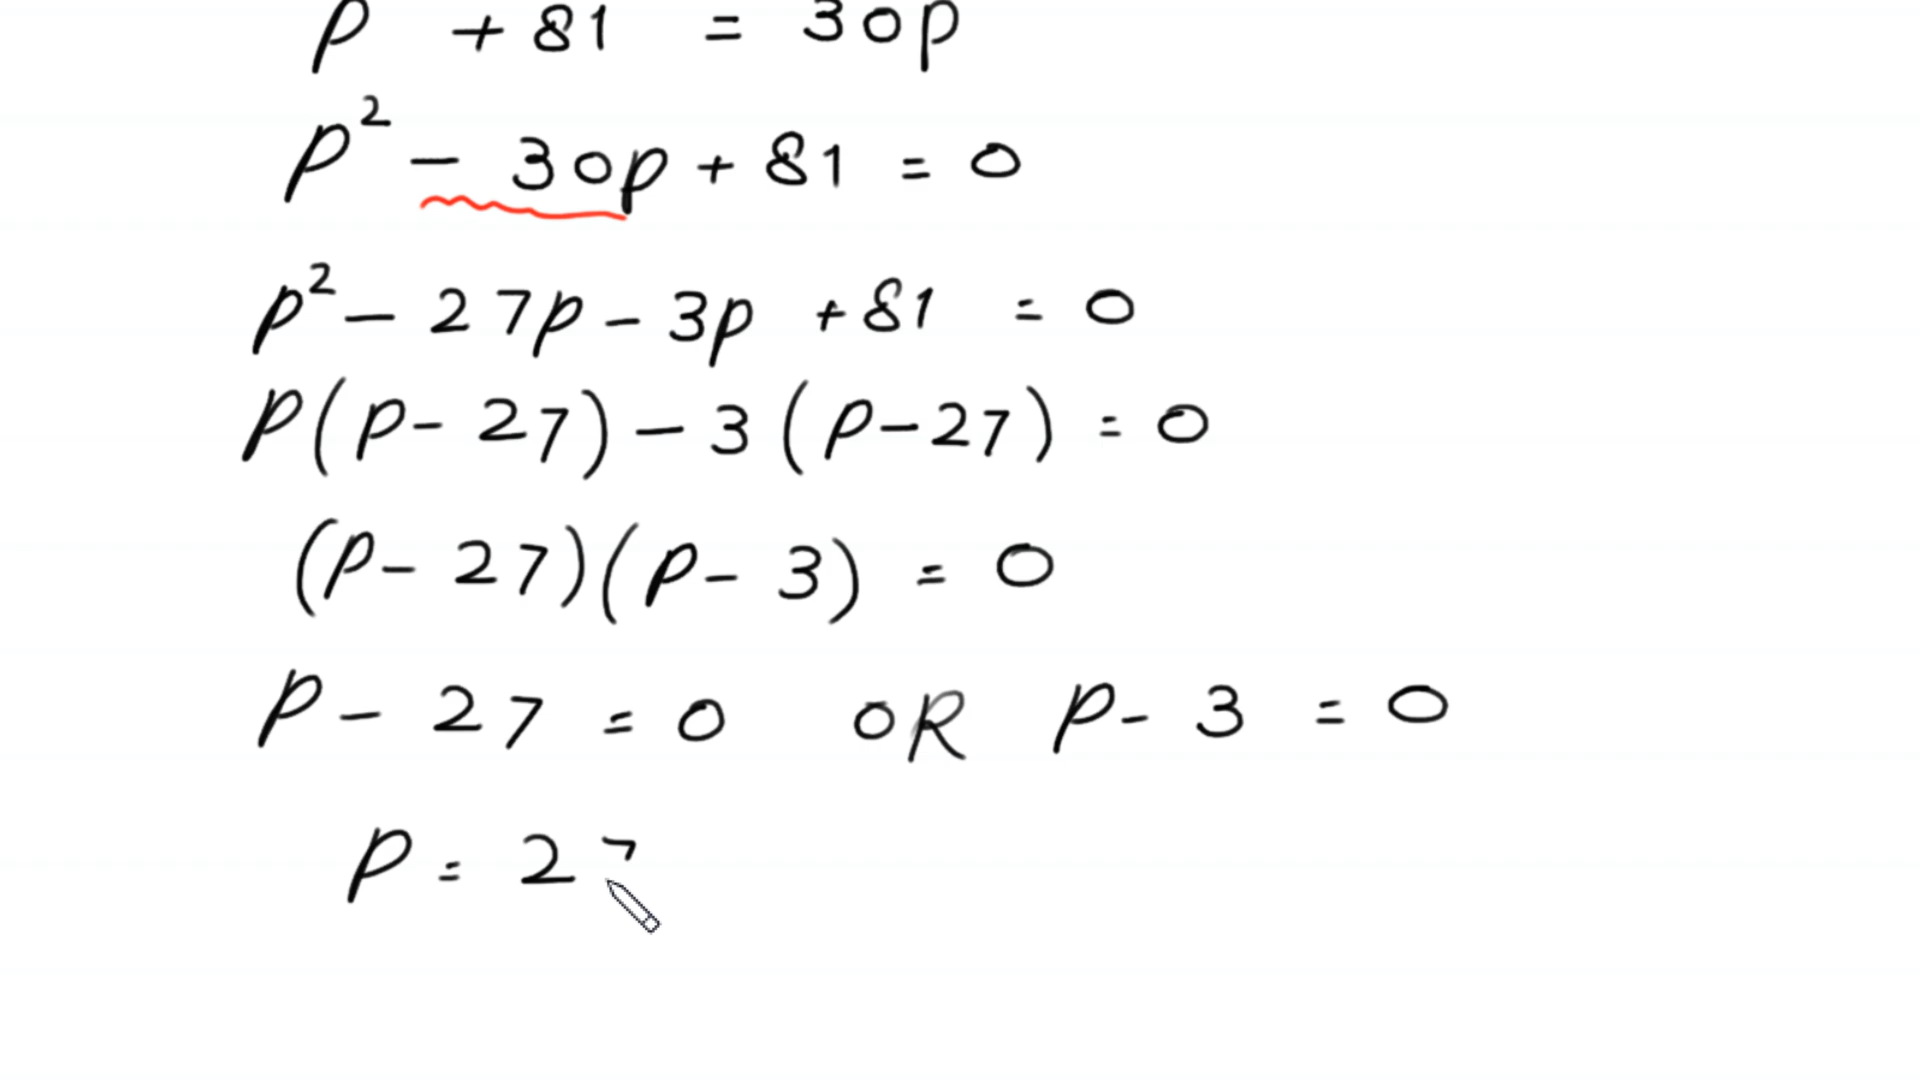 p + 81 = 30p
p² - 30p + 81 = 0
p² - 27p - 3p + 81 = 0
p(p - 27) - 3(p - 27) = 0
(p - 27)(p - 3) = 0
p - 27 = 0 OR p - 3 = 0
p = 27